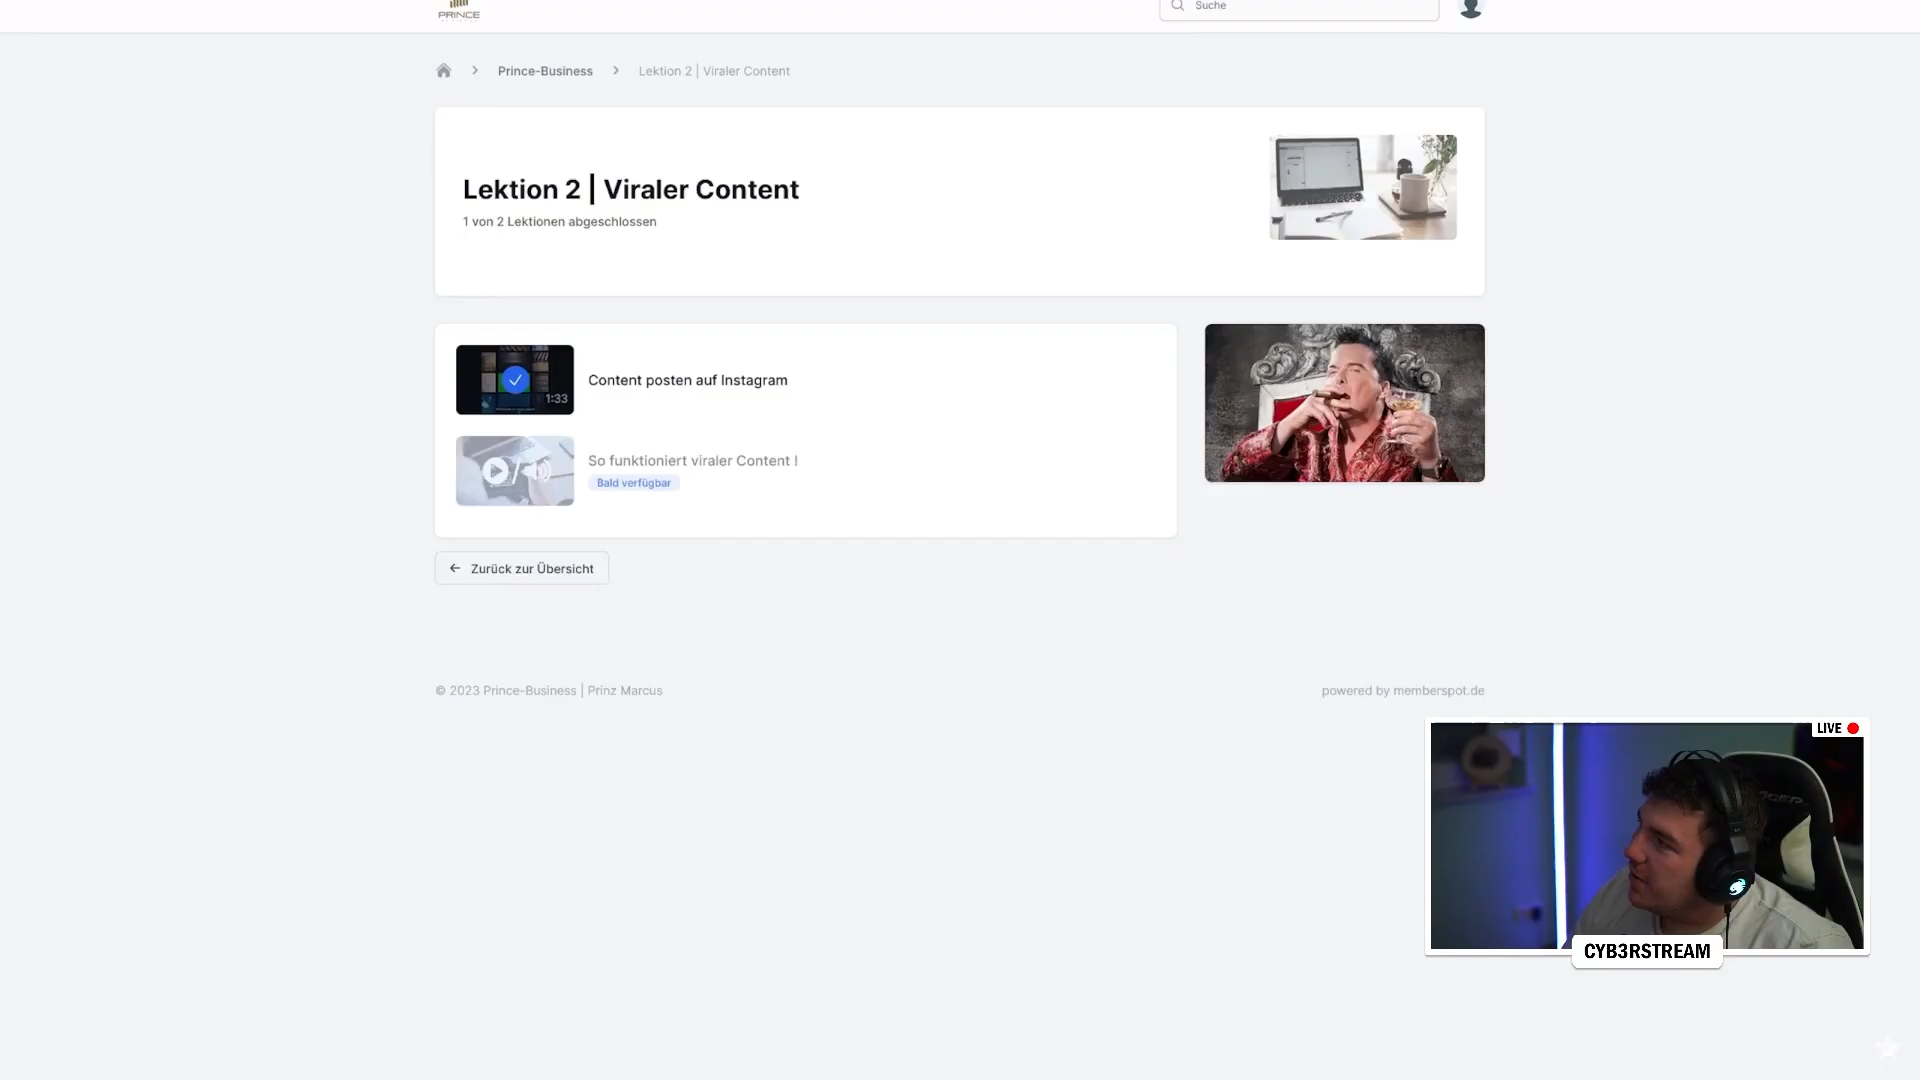 PRINCE
Suche
Prince-Business
Lektion 2 | Viraler Content
Lektion 2 | Viraler Content
1 von 2 Lektionen abgeschlossen
1:33
Content posten auf Instagram
So funktioniert viraler Content !
Bald verfügbar
Zurück zur Übersicht
© 2023 Prince-Business | Prinz Marcus
powered by memberspot.de
LIVE
CYB3RSTREAM